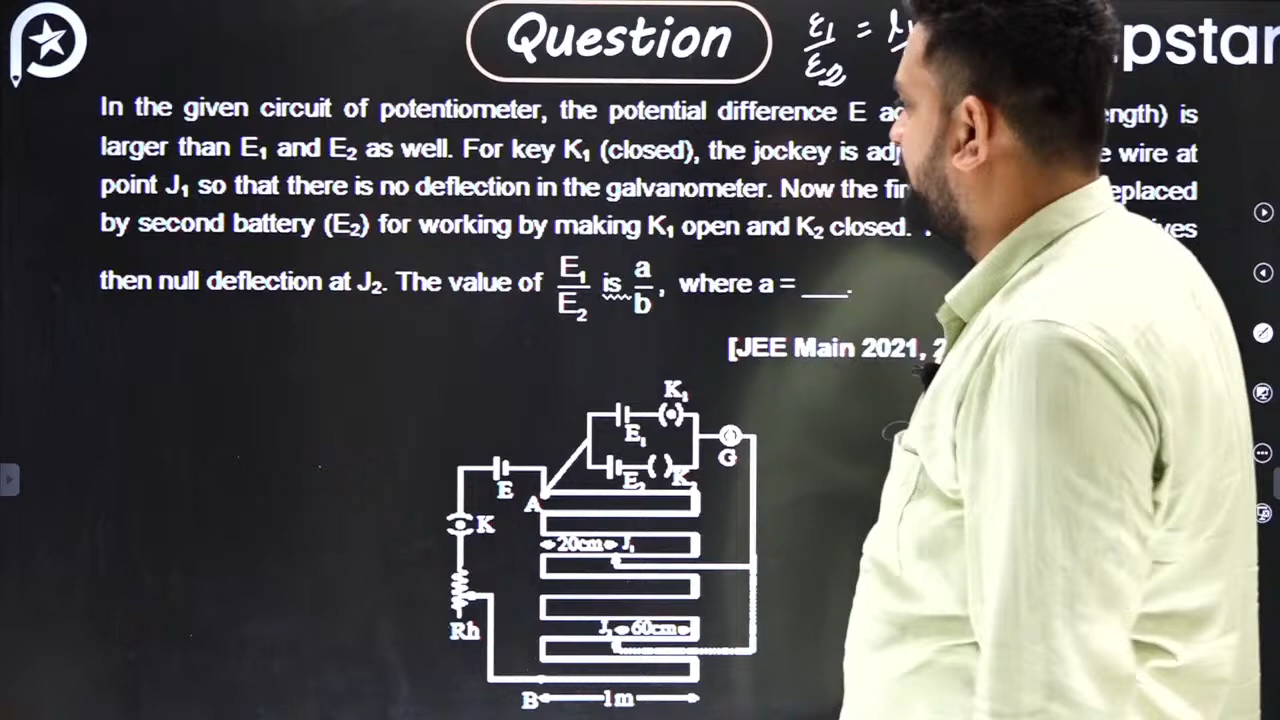 Question
ε1/ε2 =
pstar
In the given circuit of potentiometer, the potential difference E ength) is
larger than E₁ and E₂ as well. For key K₁ (closed), the jockey is wire at
point J₁ so that there is no deflection in the galvanometer. Now the eplaced
by second battery (E₂) for working by making K₁ open and K₂ closed.
then null deflection at J₂. The value of E₁/E₂ is a/b, where a = ___.
[JEE Main 2021,
K₁
E₁
G
E₂ K
E
A
K
20cm J₁
Rh
J₂ 60cm
B 1m